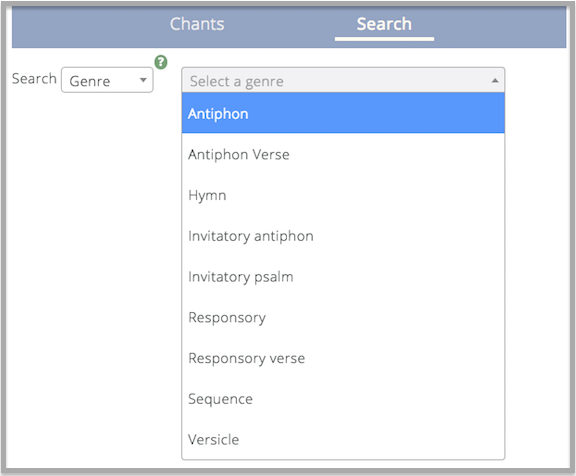 Chants Search
Search Genre ? Select a genre
Antiphon
Antiphon Verse
Hymn
Invitatory antiphon
Invitatory psalm
Responsory
Responsory verse
Sequence
Versicle